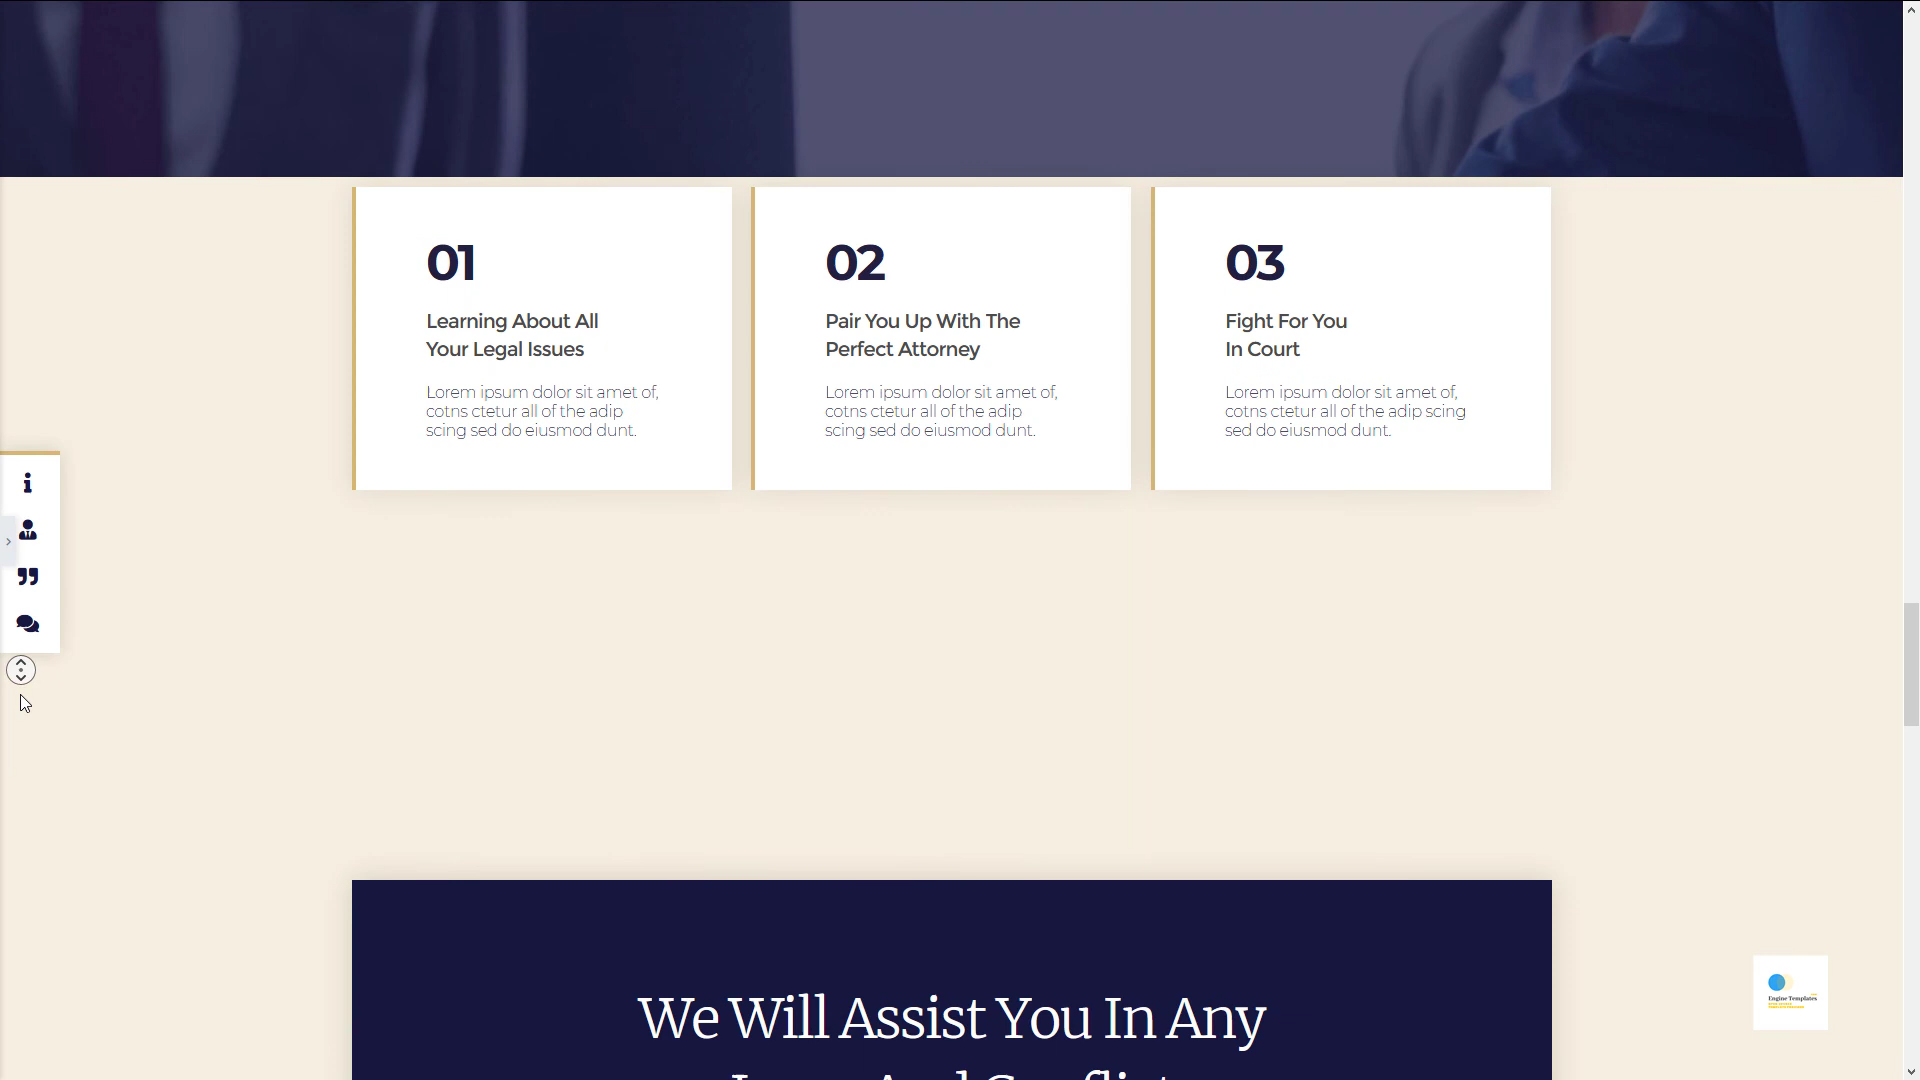 01
Learning About All
Your Legal Issues
Lorem ipsum dolor sit amet of,
cotns ctetur all of the adip
scing sed do eiusmod dunt.
02
Pair You Up With The
Perfect Attorney
Lorem ipsum dolor sit amet of,
cotns ctetur all of the adip
scing sed do eiusmod dunt.
03
Fight For You
In Court
Lorem ipsum dolor sit amet of,
cotns ctetur all of the adip scing
sed do eiusmod dunt.
We Will Assist You In Any
Engine Templates